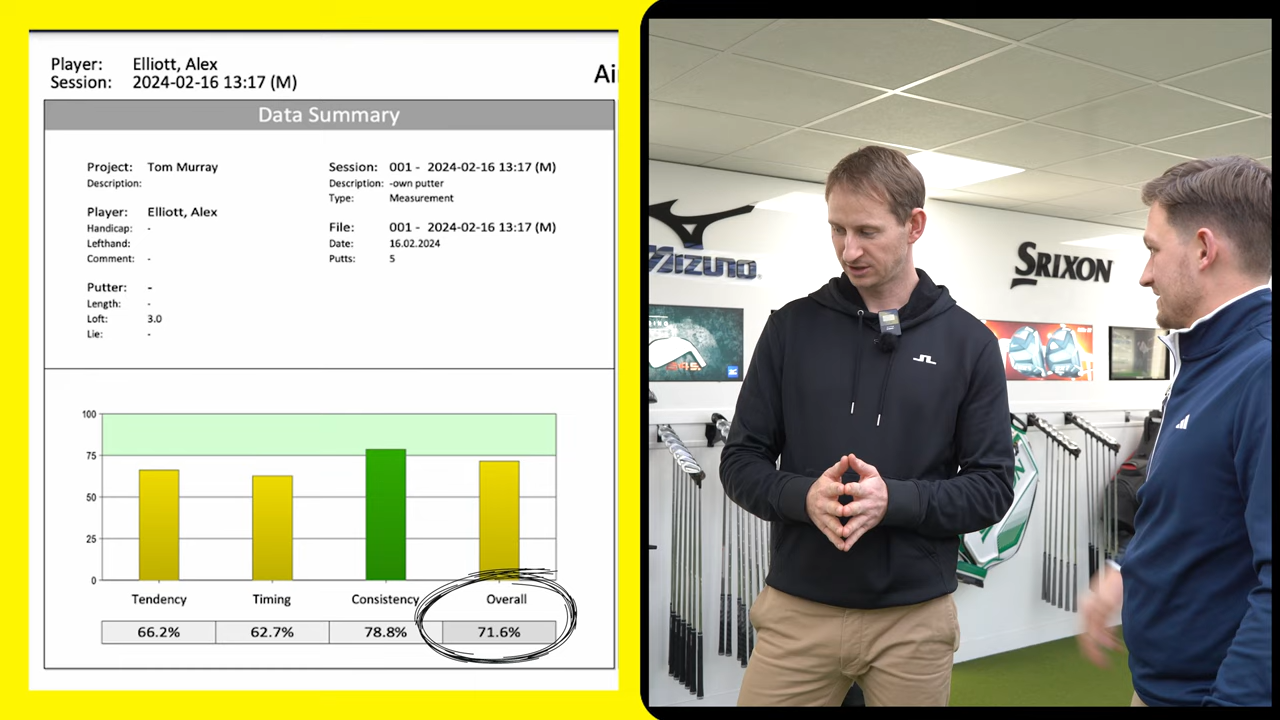 Player: Elliott, Alex
Session: 2024-02-16 13:17 (M)
Data Summary
Project: Tom Murray
Description:
Player: Elliott, Alex
Handicap: -
Lefthand:
Comment: -
Putter: -
Length: -
Loft: 3.0
Lie: -
Session: 001 - 2024-02-16 13:17 (M)
Description: -own putter
Type: Measurement
File: 001 - 2024-02-16 13:17 (M)
Date: 16.02.2024
Putts: 5
100
75
50
25
0
Tendency Timing Consistency Overall
66.2% 62.7% 78.8% 71.6%
MIZUNO
SRIXON